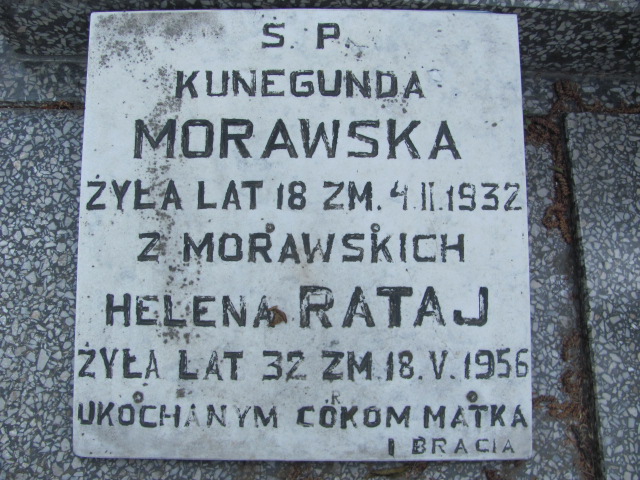 S. P.
KUNEGUNDA
MORAWSKA
ŻYŁA LAT 18 ZM. 4.II.1932
Z MORAWSKICH
HELENA RATAJ
ŻYŁA LAT 32 ZM. 18.V.1956
UKOCHANYM CÓRKOM MATKA
I BRACIA